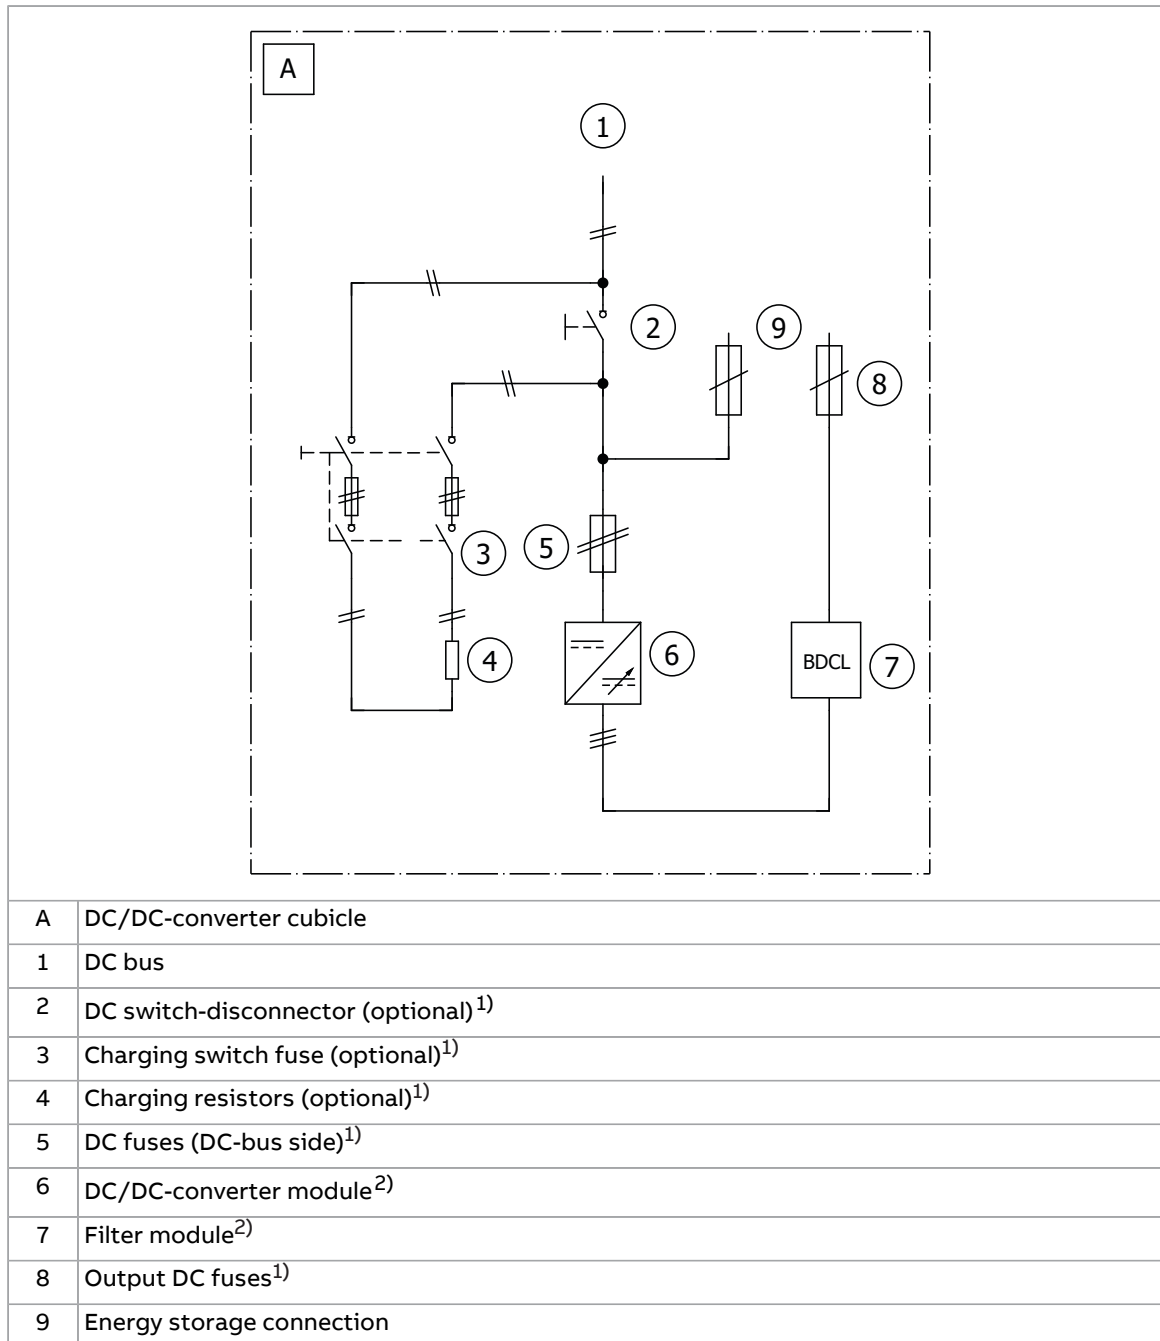 A
1
2
9
8
3
5
4
6
BDCL
7
A DC/DC-converter cubicle
1 DC bus
2 DC switch-disconnector (optional)1)
3 Charging switch fuse (optional)1)
4 Charging resistors (optional)1)
5 DC fuses (DC-bus side)1)
6 DC/DC-converter module2)
7 Filter module2)
8 Output DC fuses1)
9 Energy storage connection